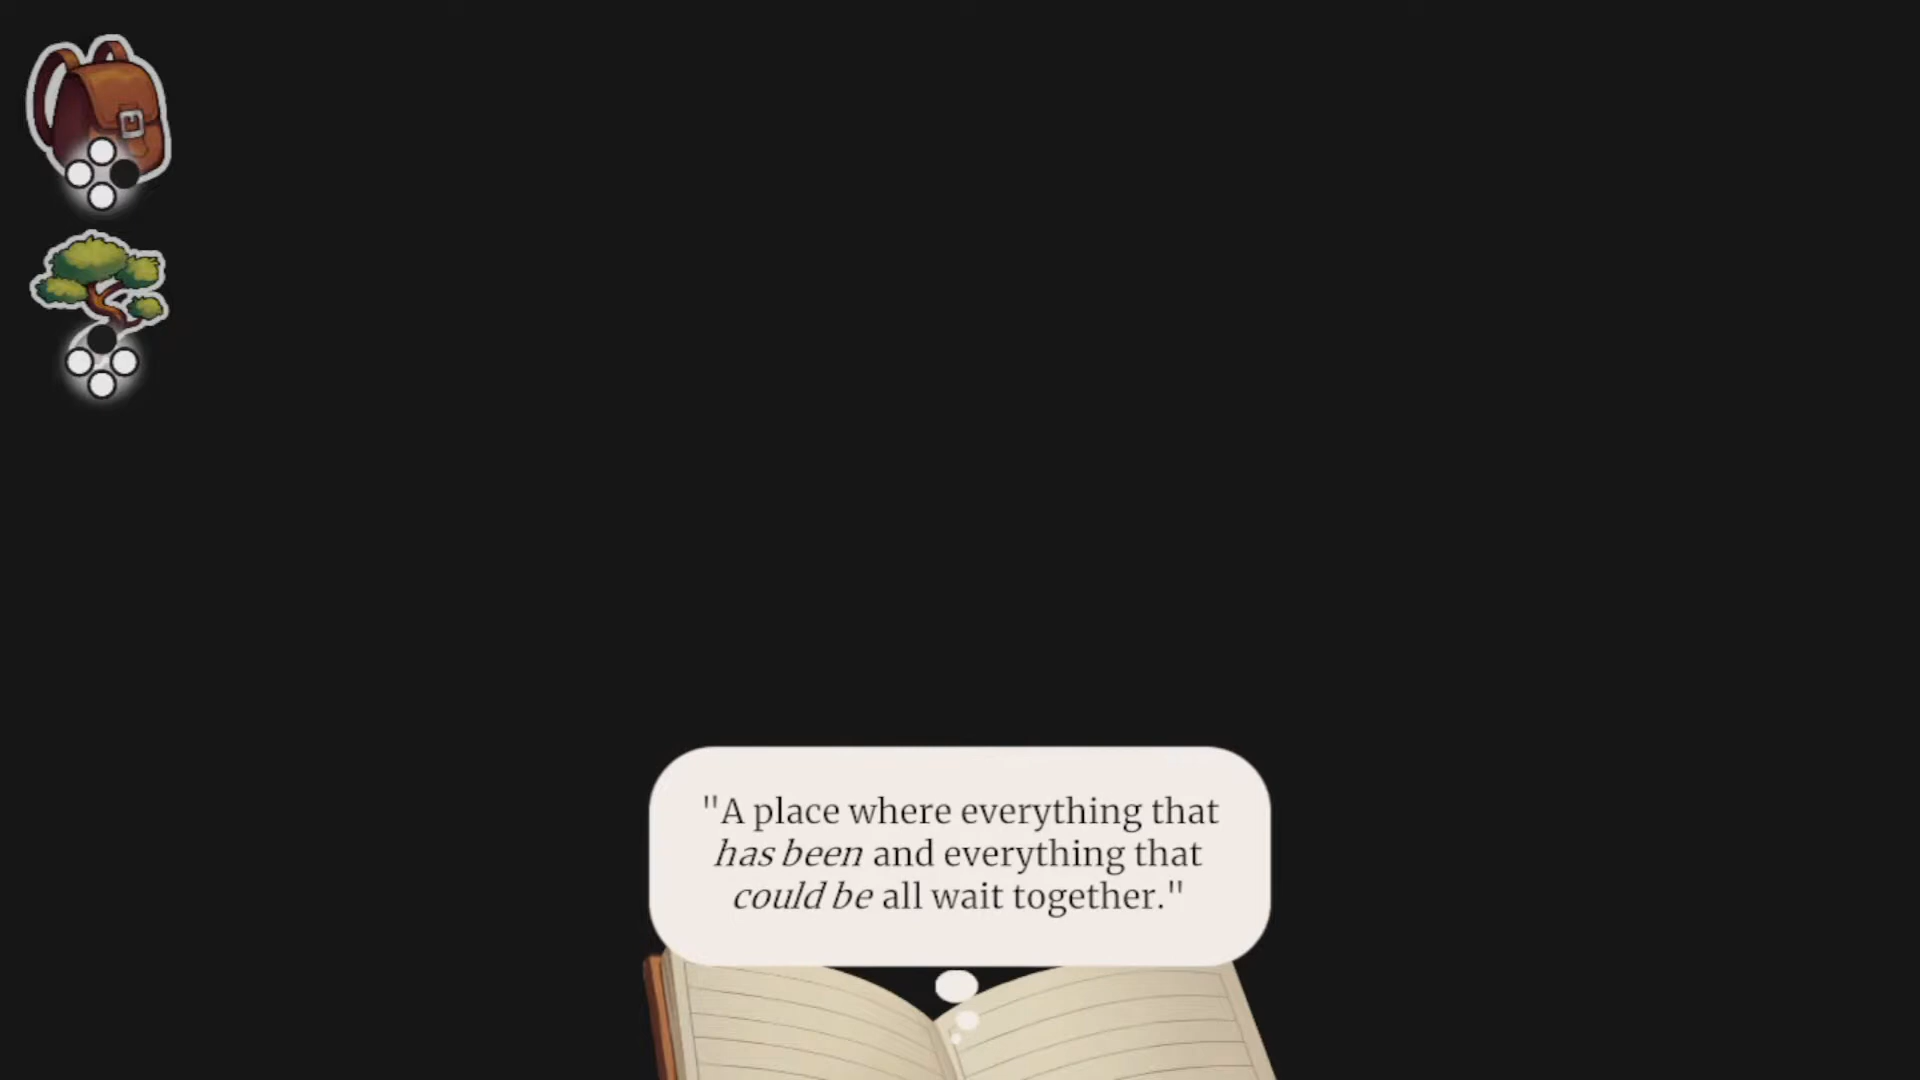 "A place where everything that
has been and everything that
could be all wait together."